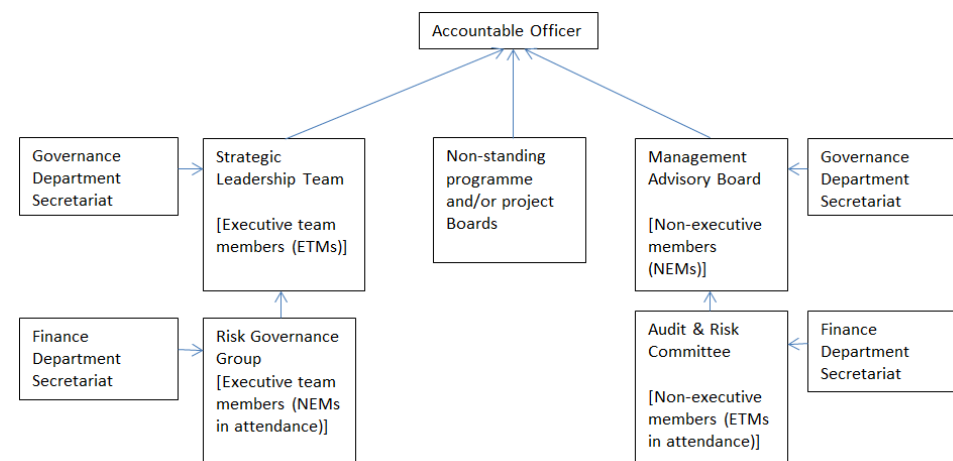 Accountable Officer
Governance
Department
Secretariat
Strategic
Leadership Team
[Executive team
members (ETMs)]
Non-standing
programme
and/or project
Boards
Management
Advisory Board
[Non-executive
members
(NEMs)]
Governance
Department
Secretariat
Finance
Department
Secretariat
Risk Governance
Group
[Executive team
members (NEMs
in attendance)]
Audit & Risk
Committee
[Non-executive
members (ETMs
in attendance)]
Finance
Department
Secretariat